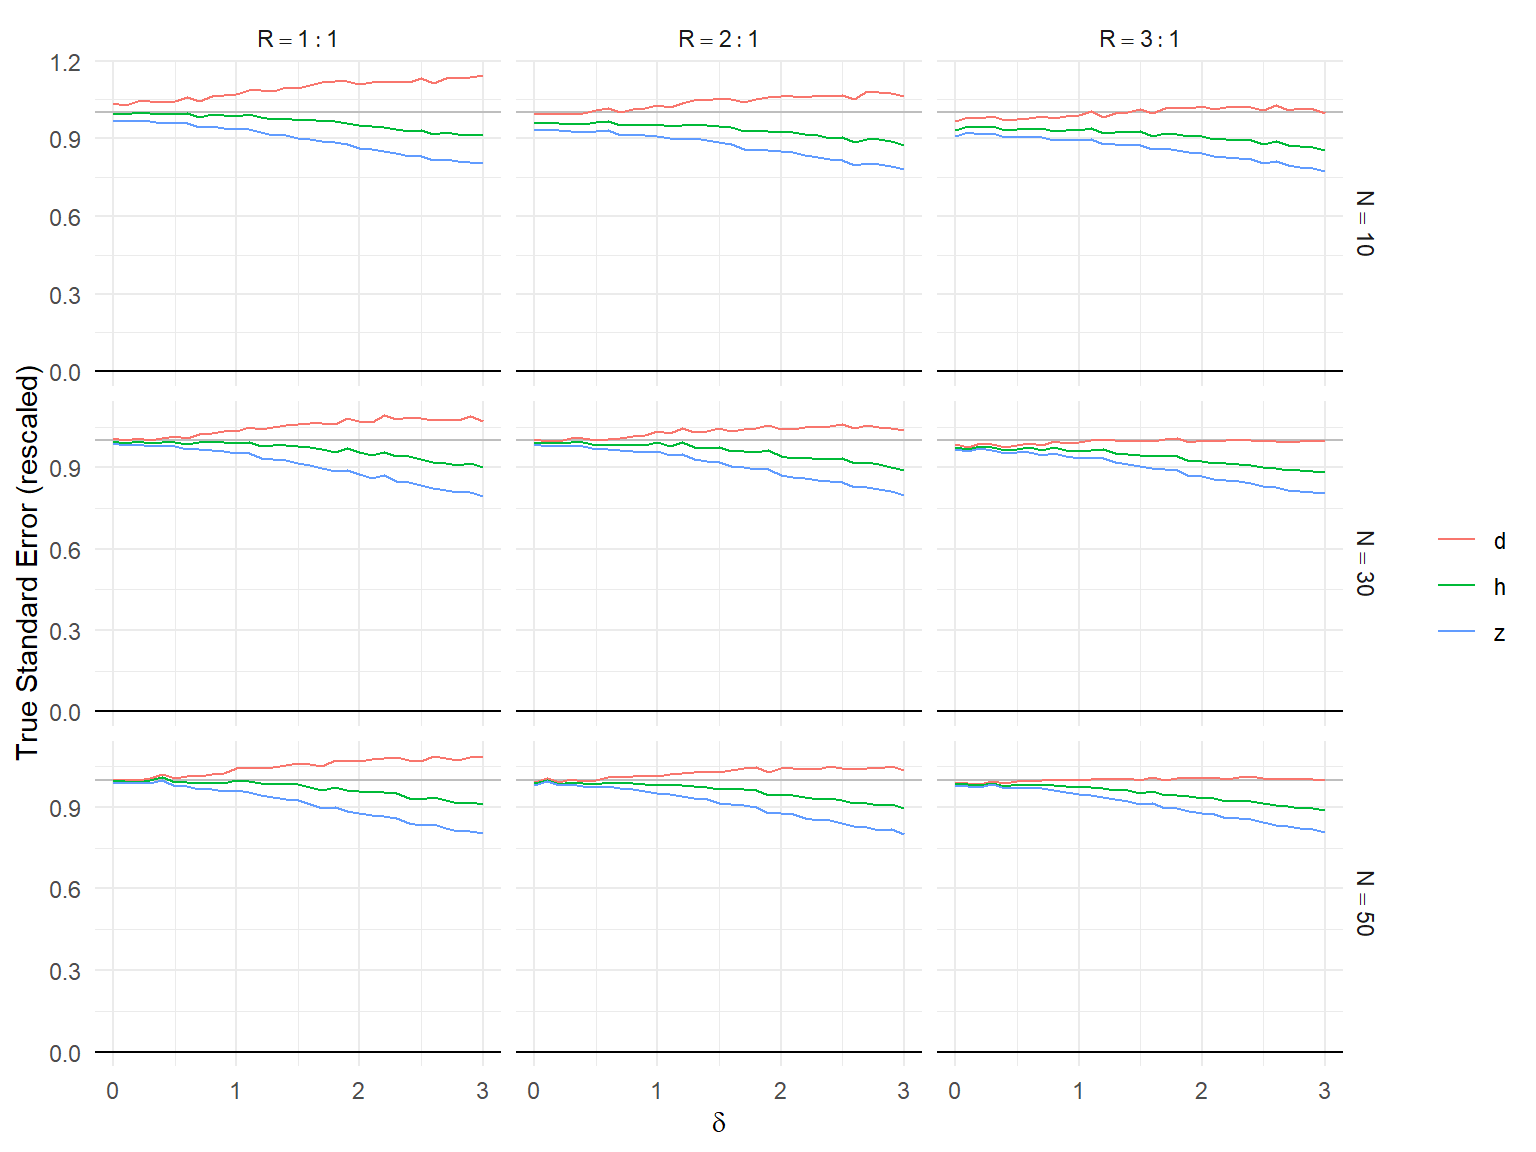 R = 1 : 1
R = 2 : 1
R = 3 : 1
1.2
0.9
0.6
0.3
0.0
N = 10
0.9
0.6
0.3
0.0
N = 30
0.9
0.6
0.3
0.0
N = 50
0 1 2 3
0 1 2 3
0 1 2 3
δ
True Standard Error (rescaled)
d
h
z